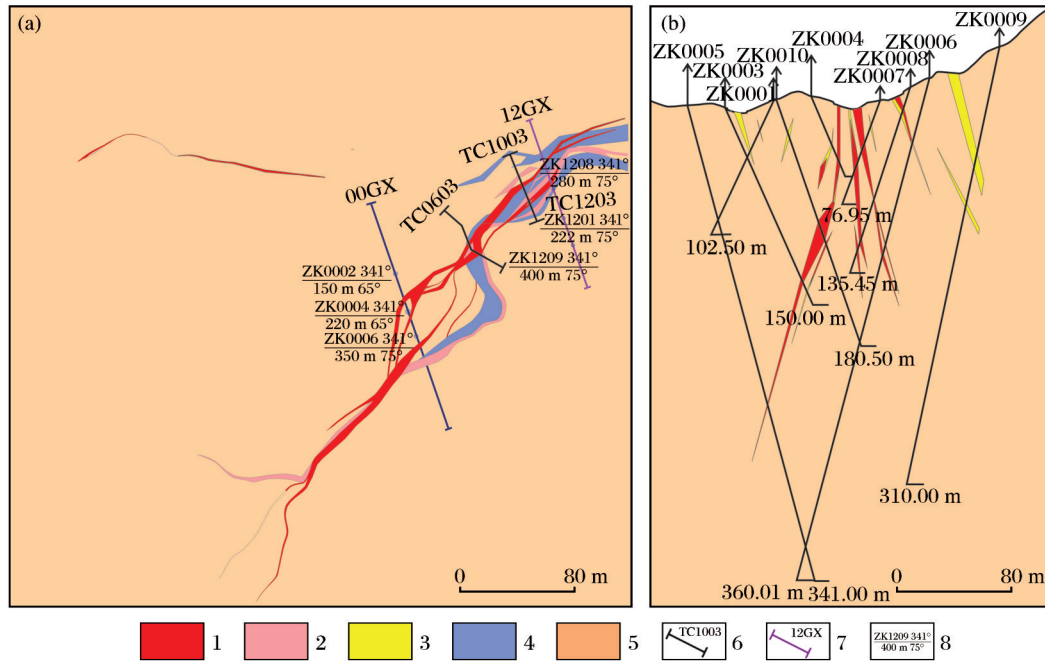 (a)
12GX
TC1003
ZK1208 341°
280 m 75°
00GX
TC0603
TC1203
ZK1201 341°
222 m 75°
ZK1209 341°
400 m 75°
ZK0002 341°
150 m 65°
ZK0004 341°
220 m 65°
ZK0006 341°
350 m 75°
0 80 m
(b)
ZK0009
ZK0004
ZK0006
ZK0005
ZK0010
ZK0008
ZK0003
ZK0007
ZK0001
76.95 m
102.50 m
135.45 m
150.00 m
180.50 m
310.00 m
360.01 m
341.00 m
0 80 m
1
2
3
4
5
TC1003
6
12GX
7
ZK1209 341°
400 m 75°
8